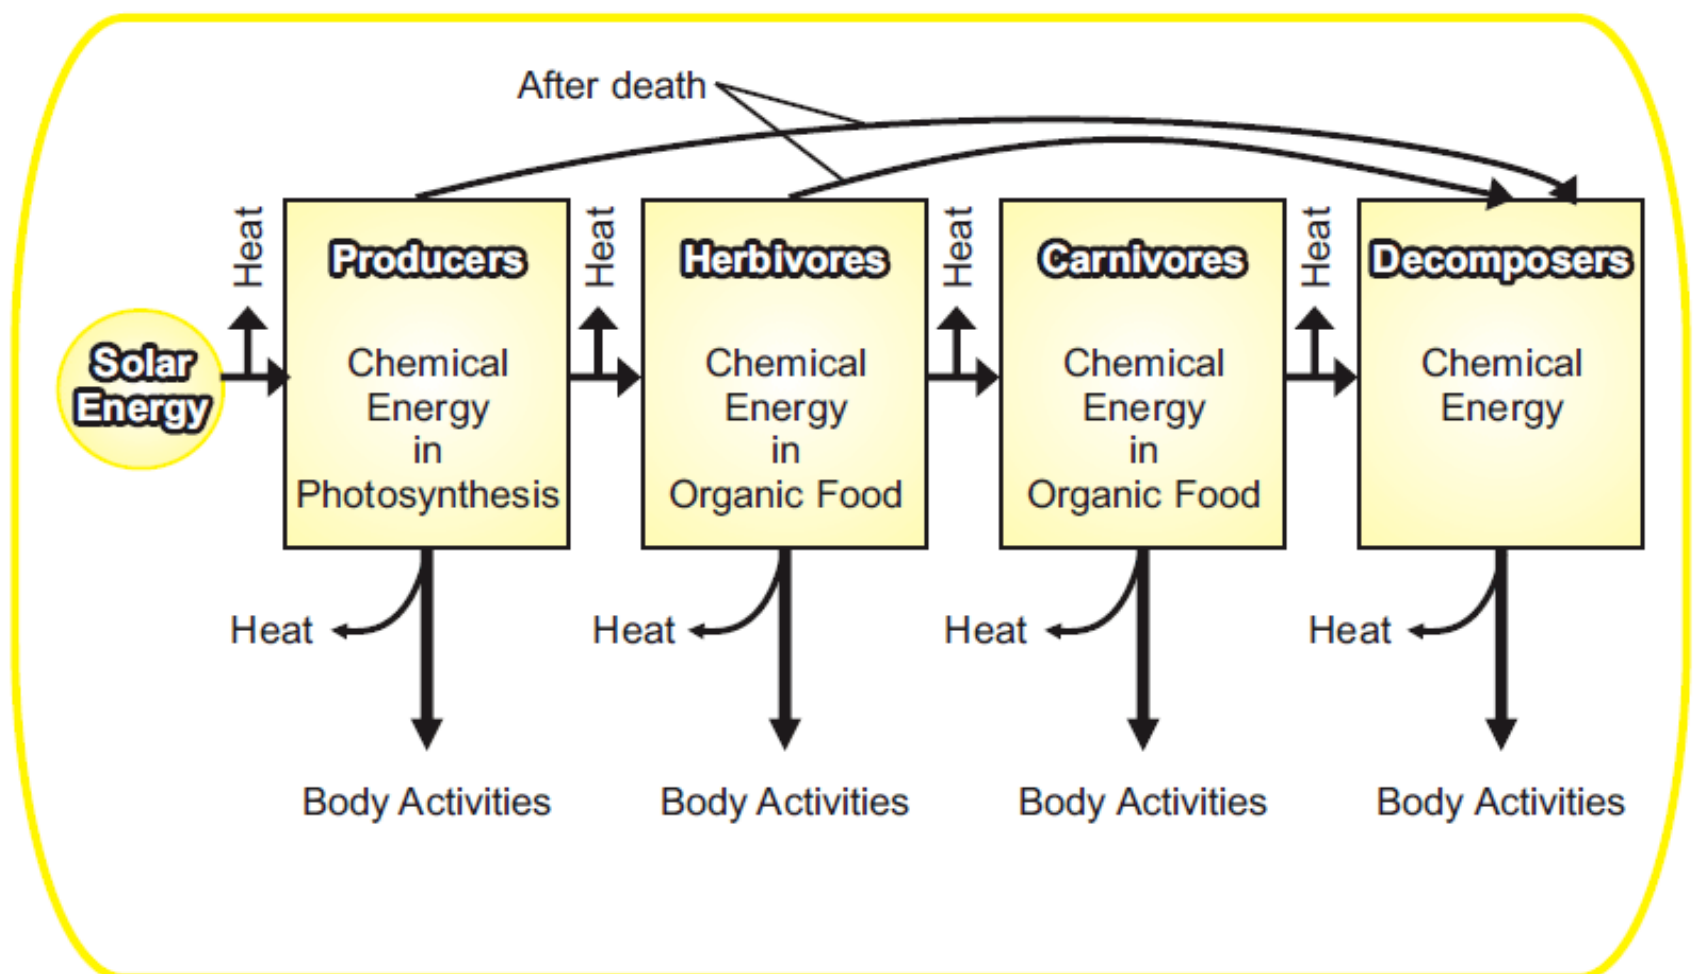 After death
Heat
Heat
Heat
Heat
Solar
Energy
Producers
Chemical
Energy
in
Photosynthesis
Herbivores
Chemical
Energy
in
Organic Food
Carnivores
Chemical
Energy
in
Organic Food
Decomposers
Chemical
Energy
Heat
Heat
Heat
Heat
Body Activities
Body Activities
Body Activities
Body Activities